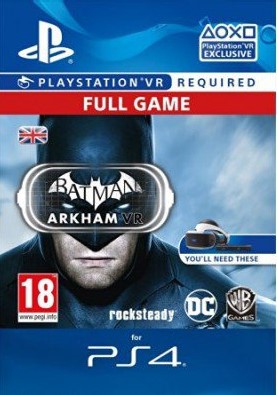 PlayStation
EXCLUSIVE
PLAYSTATION®VR REQUIRED
FULL GAME
BATMAN
ARKHAM VR
YOU'LL NEED THESE
18
www.pegi.info
rocksteady
DC
WB
GAMES
for
PS4